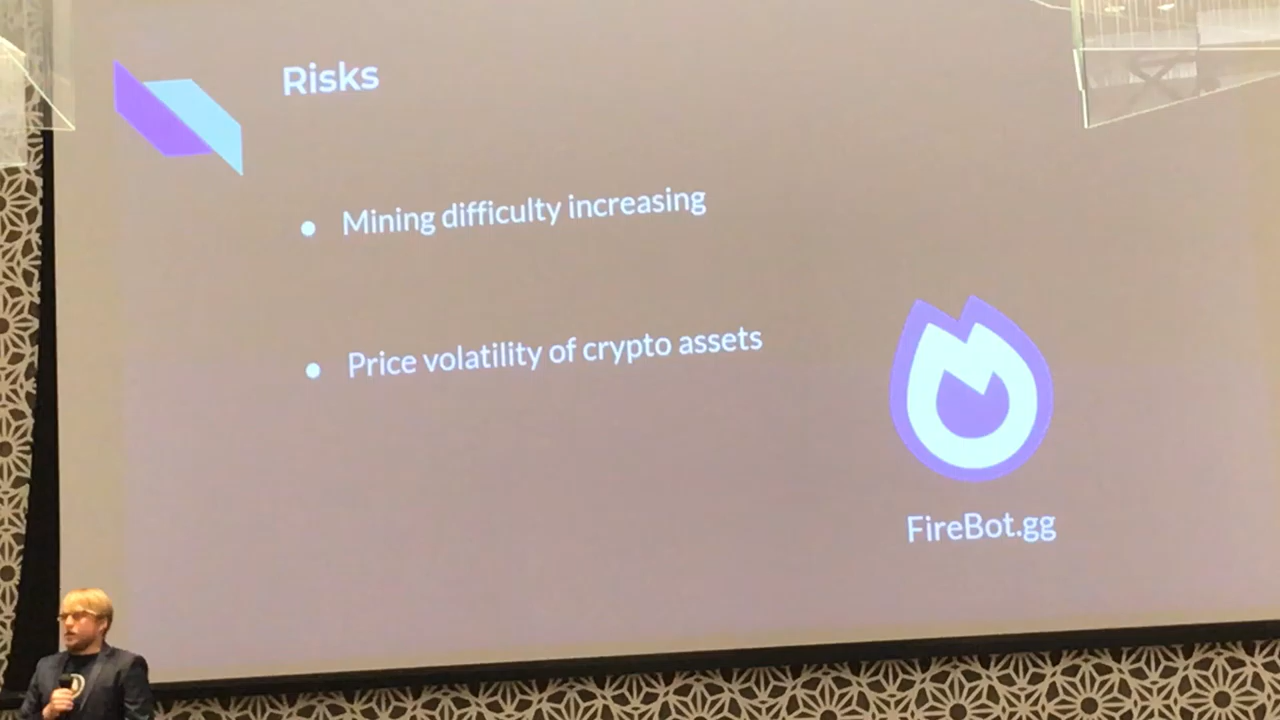 Risks
● Mining difficulty increasing
● Price volatility of crypto assets
FireBot.gg